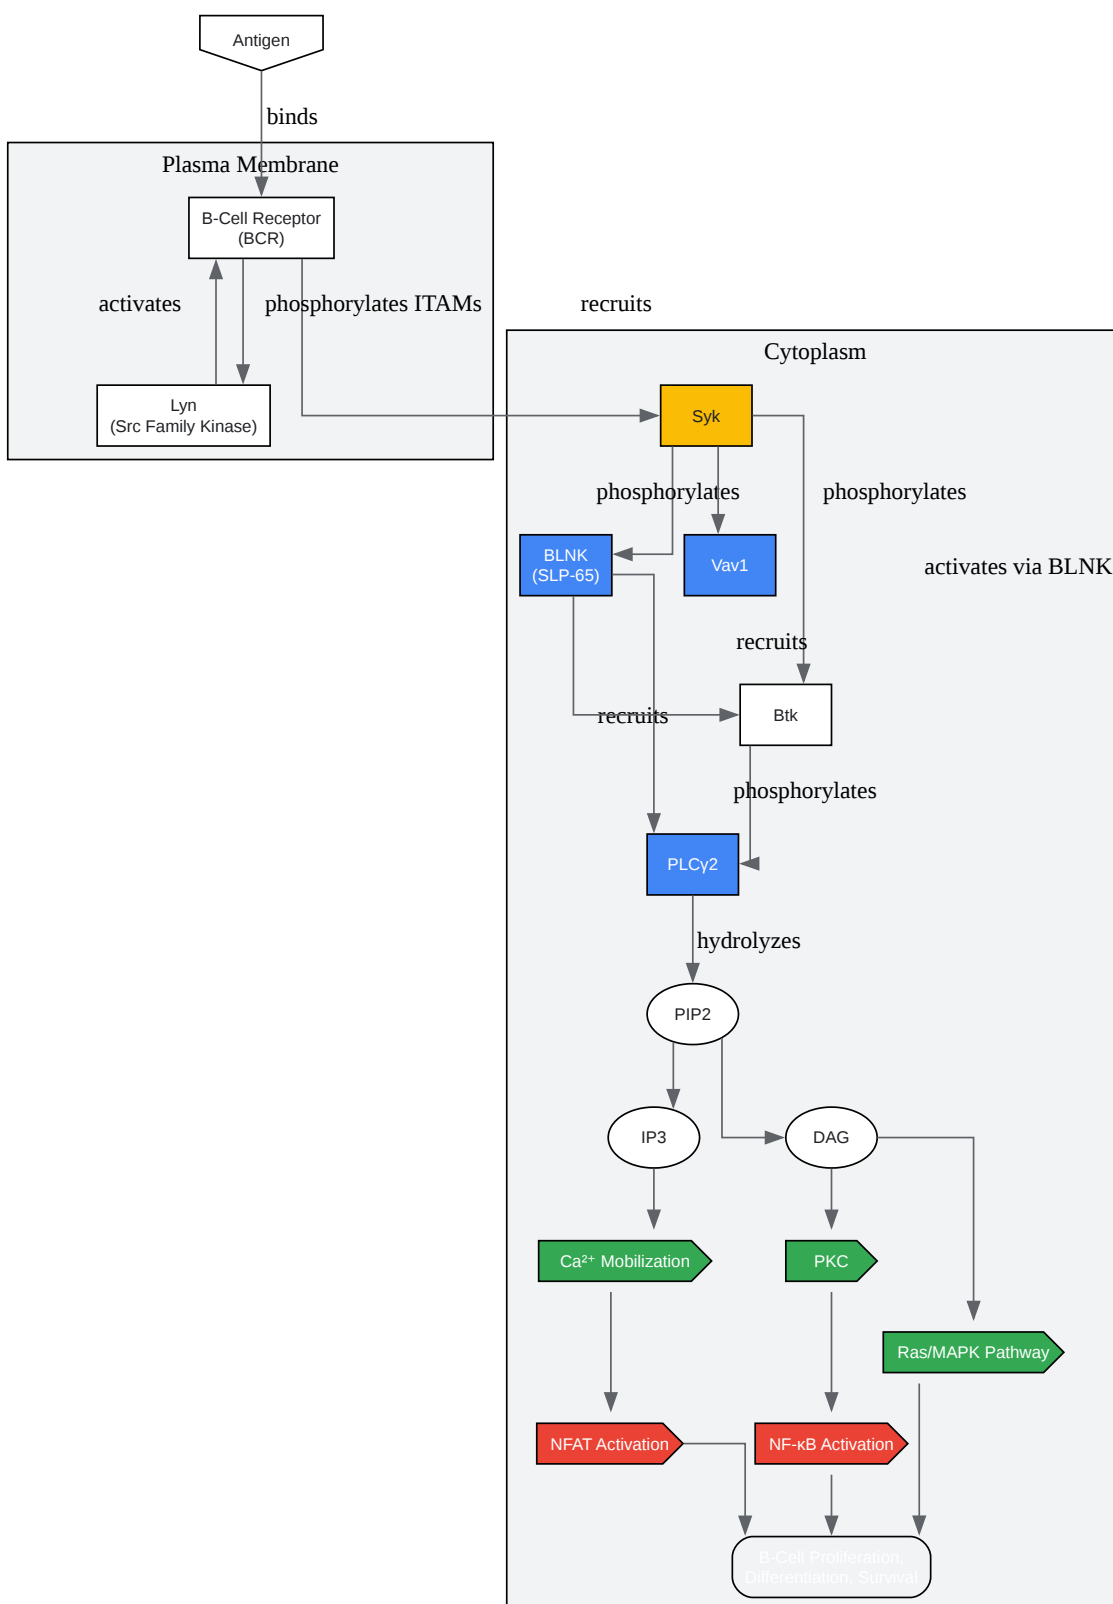 Antigen
binds
Plasma Membrane
B-Cell Receptor
(BCR)
activates
phosphorylates ITAMs
recruits
Cytoplasm
Lyn
(Src Family Kinase)
Syk
phosphorylates
phosphorylates
BLNK
(SLP-65)
Vav1
activates via BLNK
recruits
recruits
Btk
phosphorylates
PLCγ2
hydrolyzes
PIP2
IP3
DAG
Ca²⁺ Mobilization
PKC
Ras/MAPK Pathway
NFAT Activation
NF-κB Activation
B-Cell Proliferation,
Differentiation, Survival